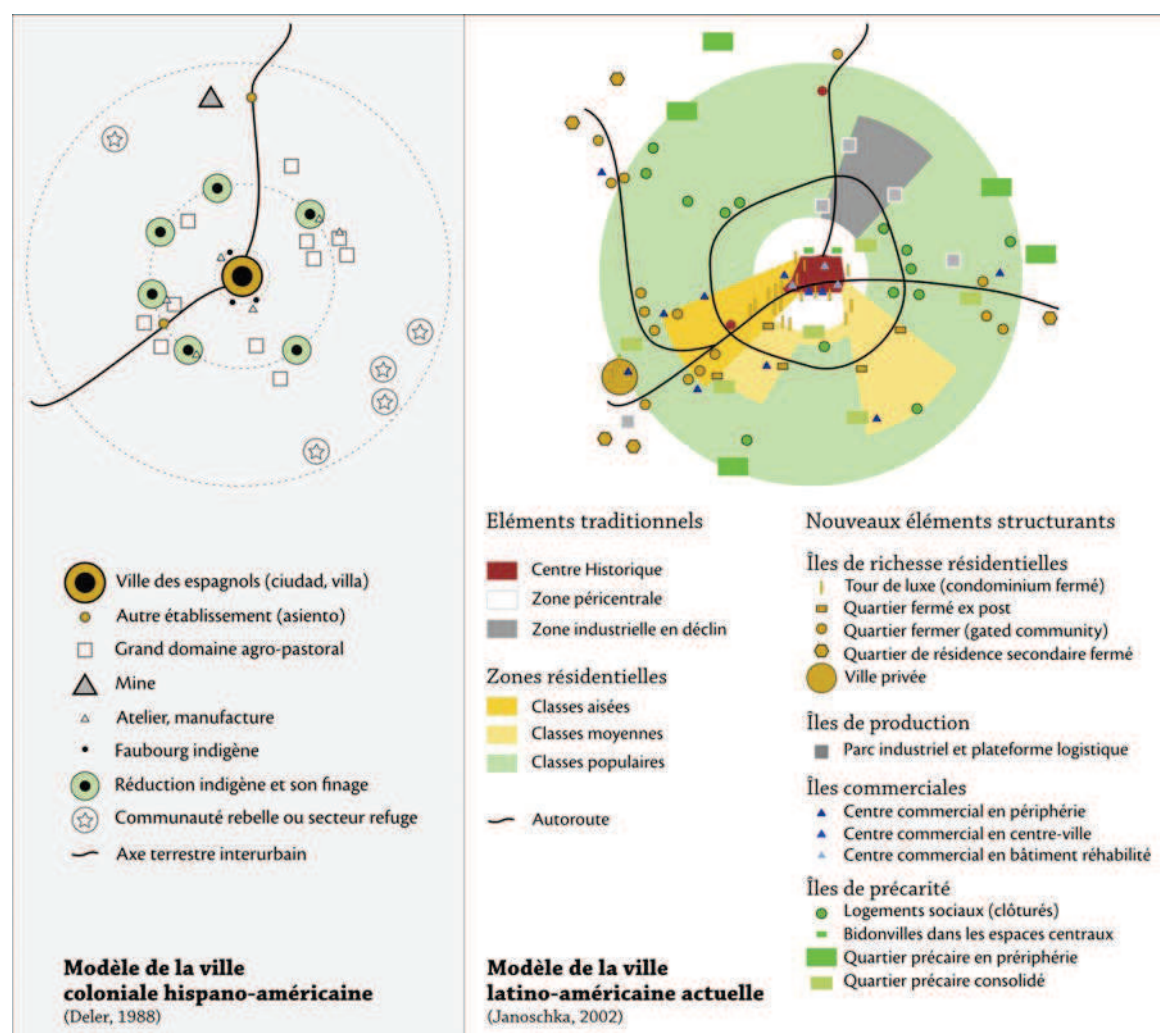 Ville des espagnols (ciudad, villa)
Autre établissement (asiento)
Grand domaine agro-pastoral
Mine
Atelier, manufacture
Faubourg indigène
Réduction indigène et son finage
Communauté rebelle ou secteur refuge
Axe terrestre interurbain
Modèle de la ville
coloniale hispano-américaine
(Deler, 1988)
Eléments traditionnels
Centre Historique
Zone péricentrale
Zone industrielle en déclin
Zones résidentielles
Classes aisées
Classes moyennes
Classes populaires
Autoroute
Modèle de la ville
latino-américaine actuelle
(Janoschka, 2002)
Nouveaux éléments structurants
Îles de richesse résidentielles
Tour de luxe (condominium fermé)
Quartier fermé ex post
Quartier fermer (gated community)
Quartier de résidence secondaire fermé
Ville privée
Îles de production
Parc industriel et plateforme logistique
Îles commerciales
Centre commercial en périphérie
Centre commercial en centre-ville
Centre commercial en bâtiment réhabilité
Îles de précarité
Logements sociaux (clôturés)
Bidonvilles dans les espaces centraux
Quartier précaire en prériphérie
Quartier précaire consolidé